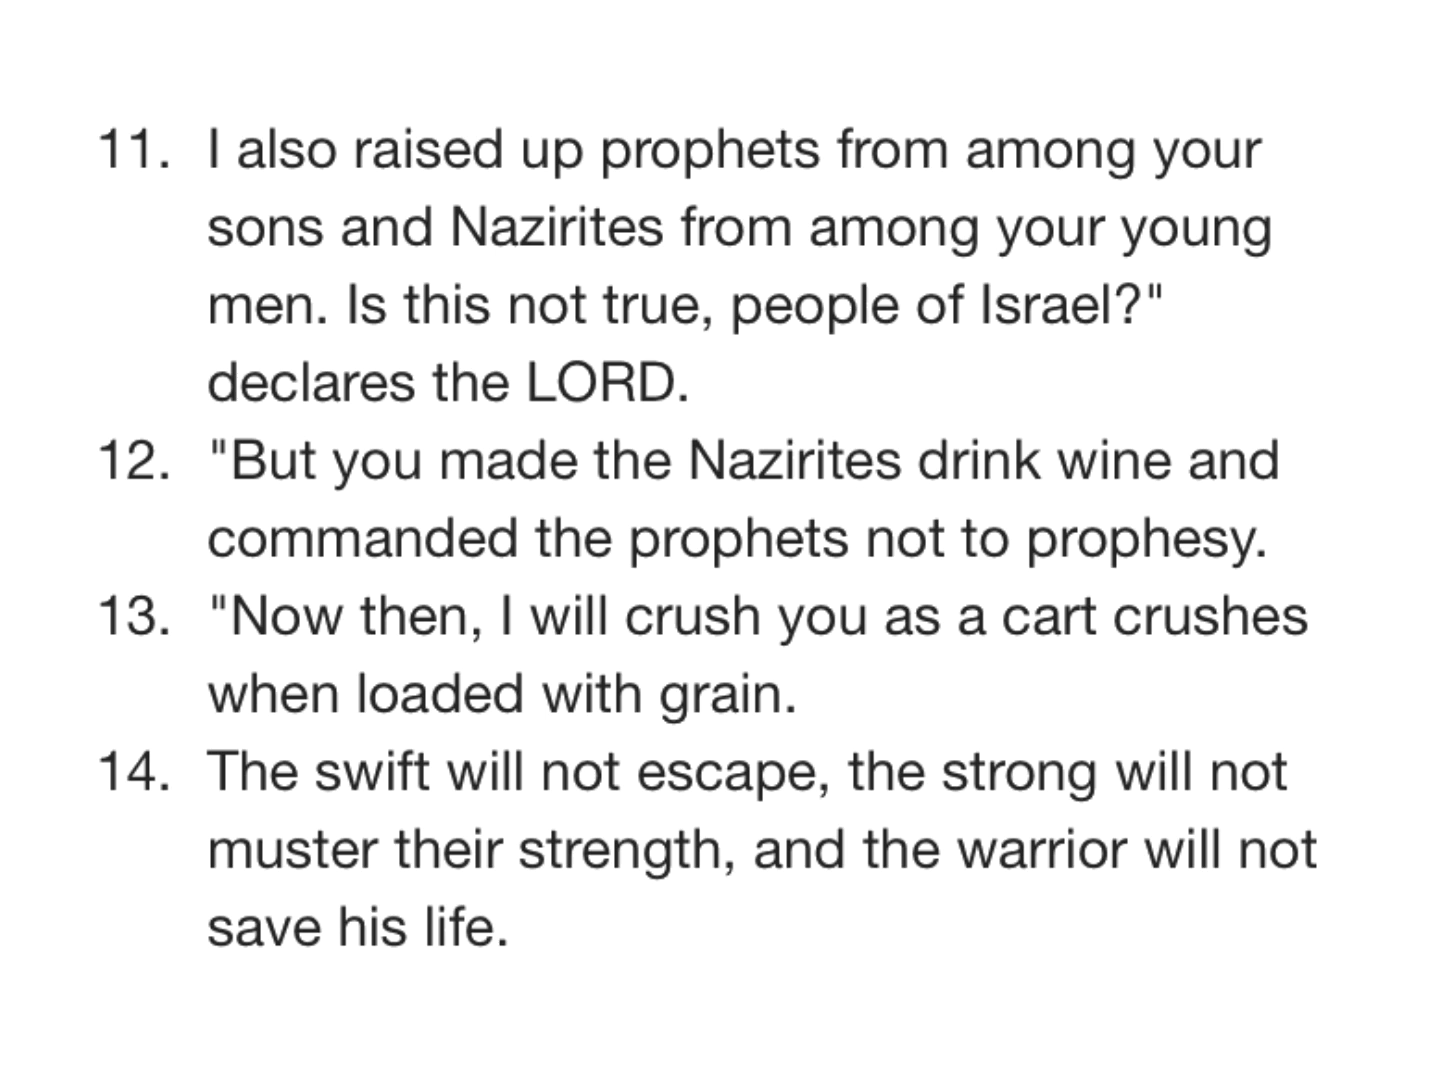 11. I also raised up prophets from among your
sons and Nazirites from among your young
men. Is this not true, people of Israel?"
declares the LORD.
12. "But you made the Nazirites drink wine and
commanded the prophets not to prophesy.
13. "Now then, I will crush you as a cart crushes
when loaded with grain.
14. The swift will not escape, the strong will not
muster their strength, and the warrior will not
save his life.